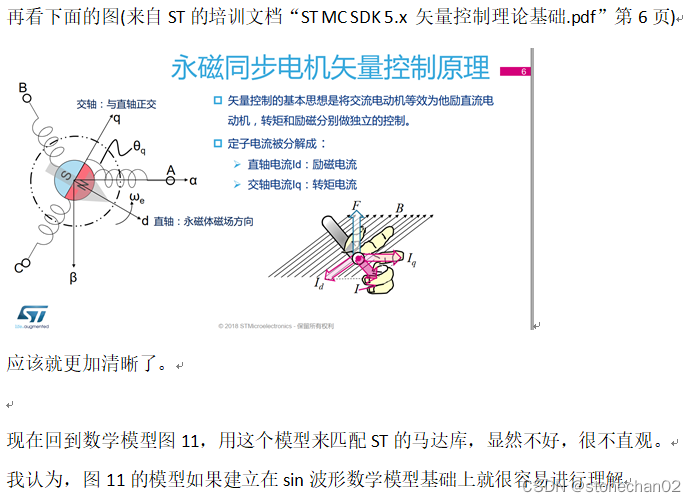 再看下面的图(来自 ST 的培训文档“ST MC SDK 5.x 矢量控制理论基础.pdf”第 6 页)
永磁同步电机矢量控制原理
6
B
交轴：与直轴正交
q
θq
A
α
S
N
ωe
d
直轴：永磁体磁场方向
C
β
矢量控制的基本思想是将交流电动机等效为他励直流电
动机，转矩和励磁分别做独立的控制。
定子电流被分解成：
直轴电流Id：励磁电流
交轴电流Iq：转矩电流
F
B
Iq
Id
I
ST
life.augmented
© 2018 STMicroelectronics - 保留所有权利
应该就更加清晰了。
现在回到数学模型图 11，用这个模型来匹配 ST 的马达库，显然不好，很不直观。
我认为，图 11 的模型如果建立在 sin 波形数学模型基础上就很容易进行理解
CSDN @stonechan02